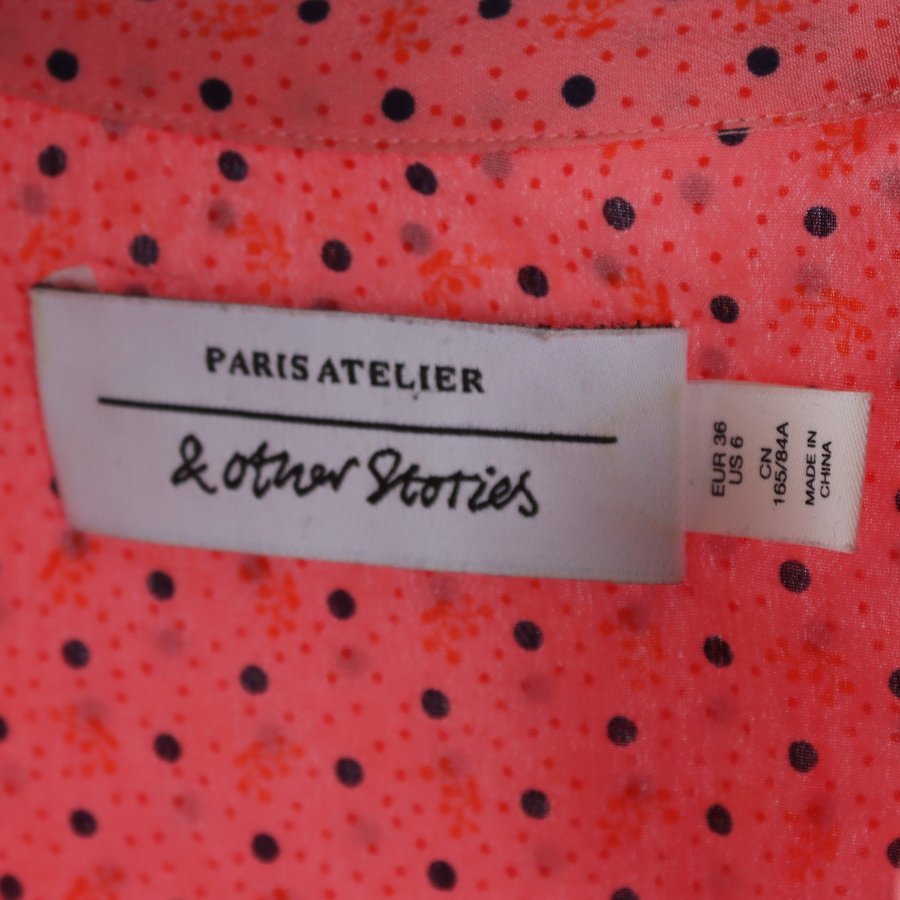 PARIS ATELIER
& other Stories
EUR 36
US 6
CN
165/84A
MADE IN
CHINA